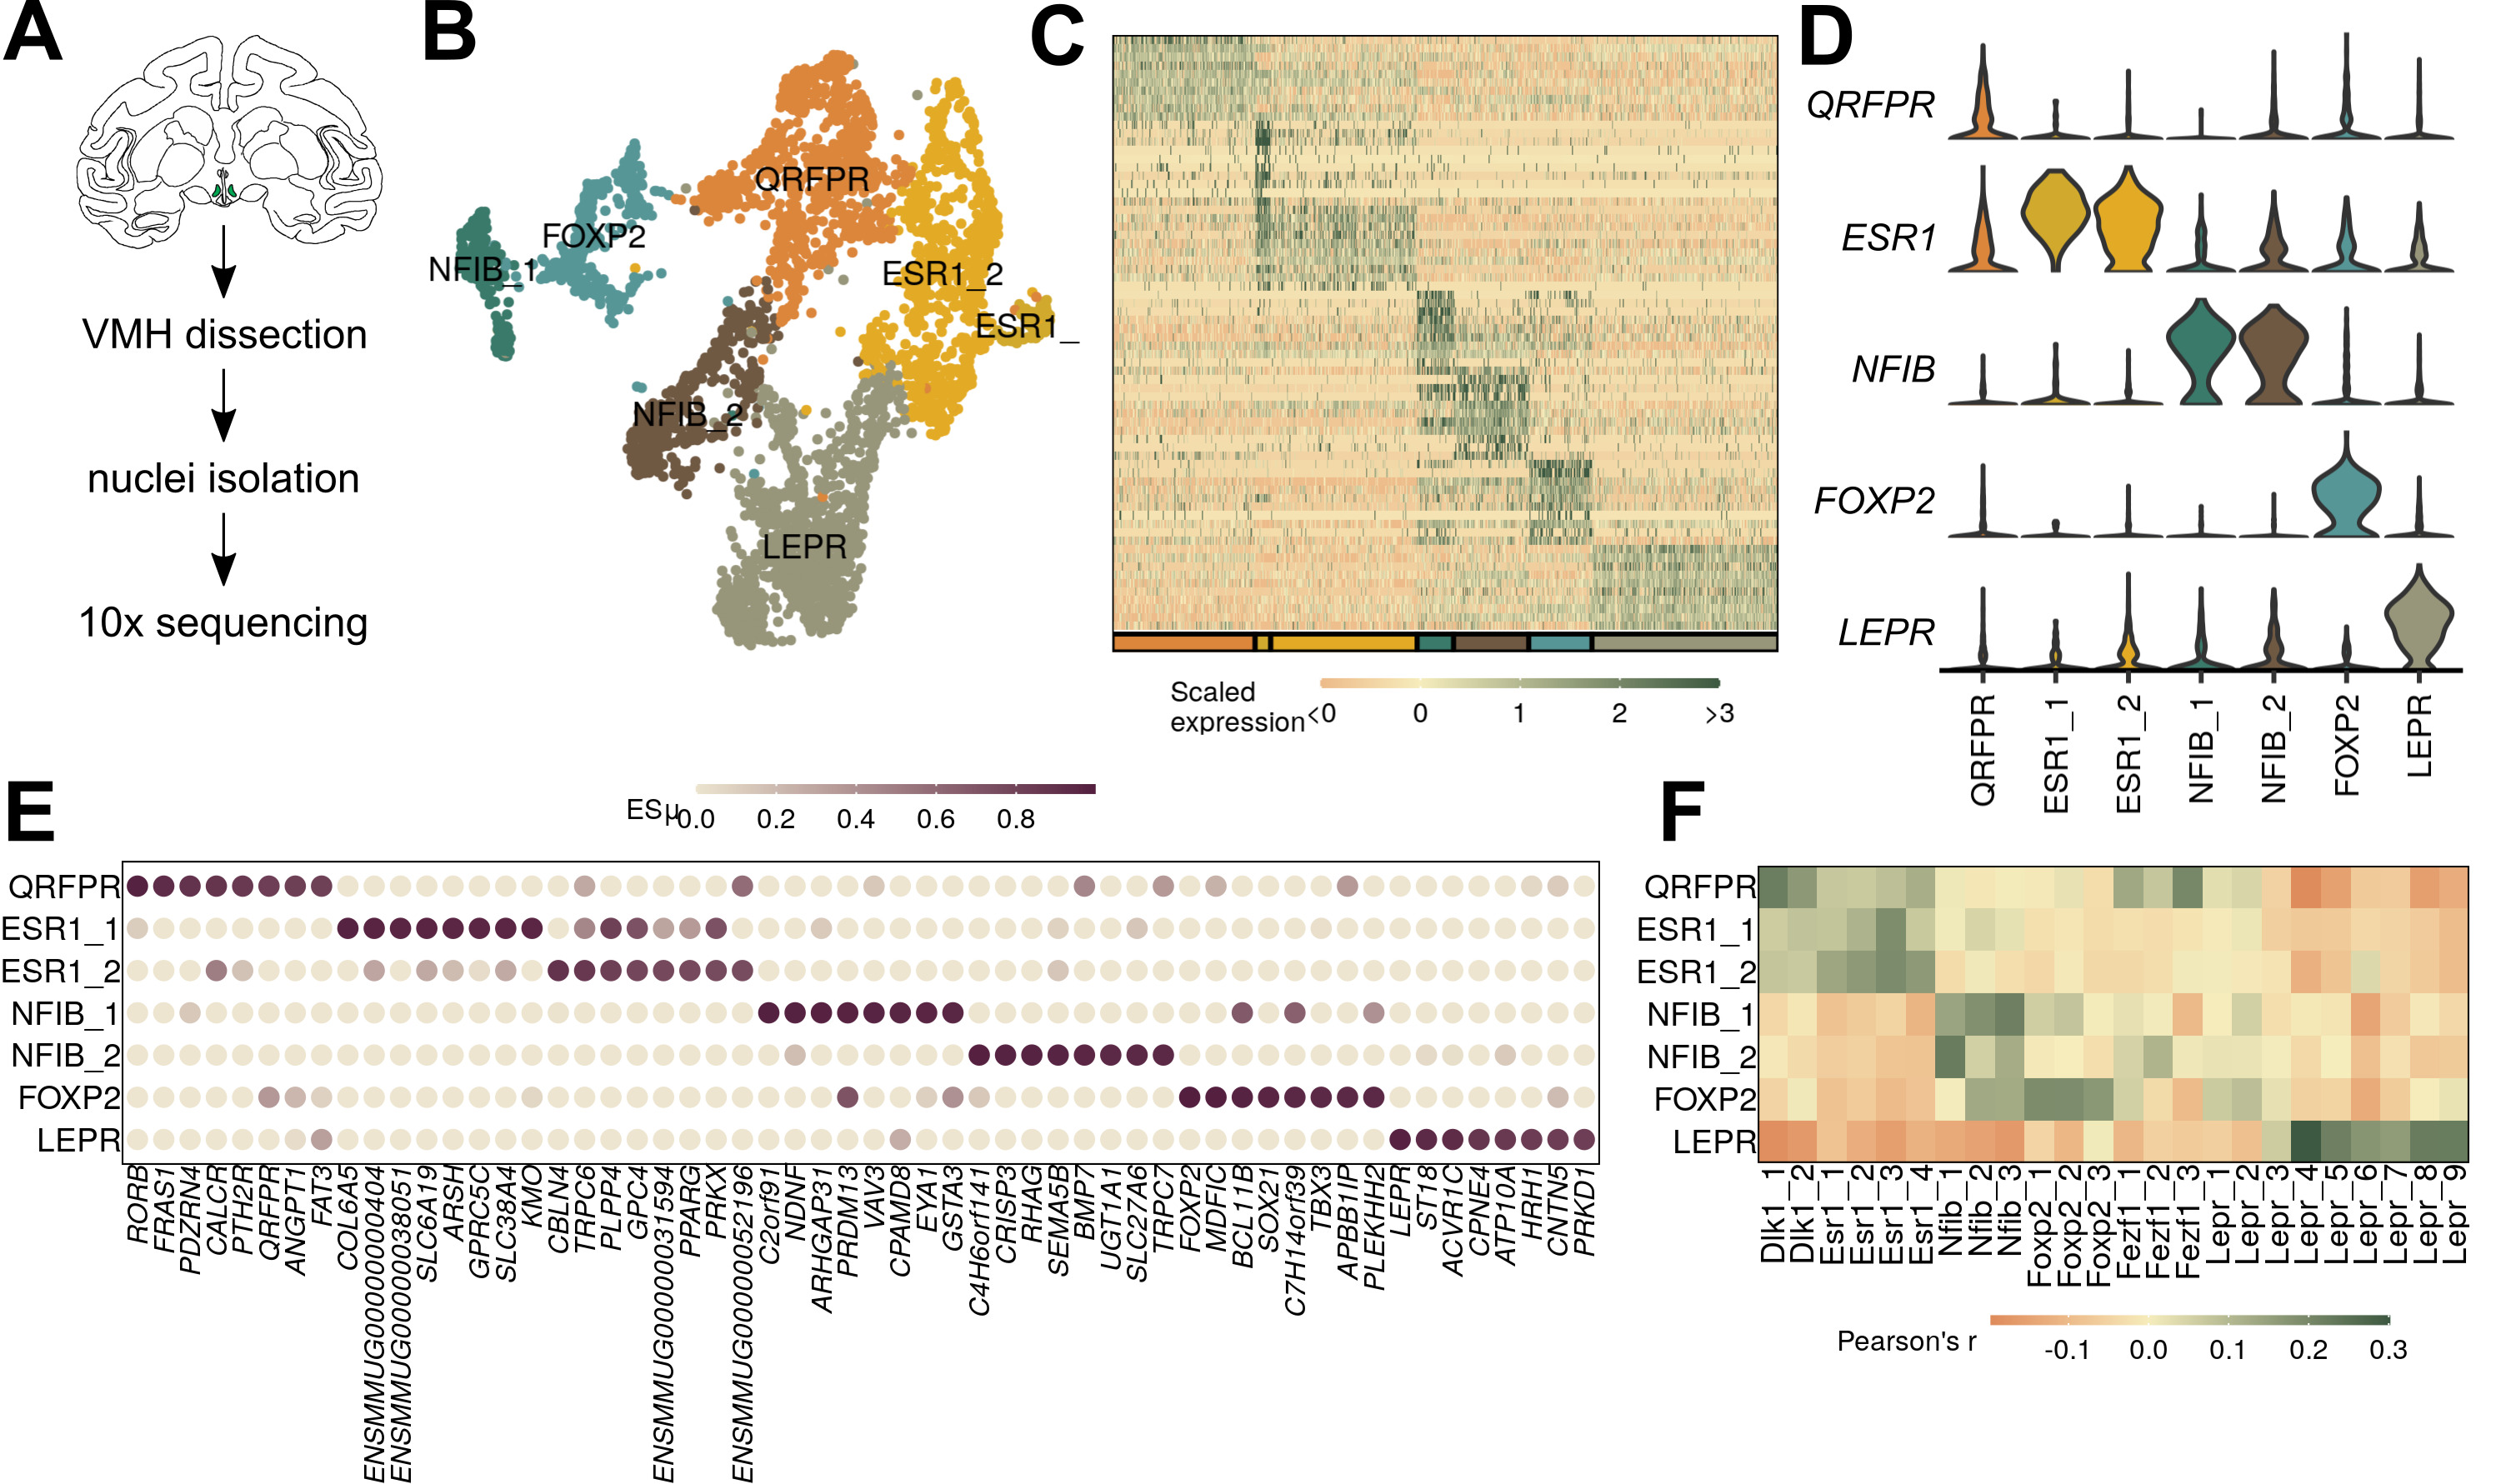 A
VMH dissection
nuclei isolation
10x sequencing
B
QRFPR
FOXP2
NFIB_1
ESR1_2
ESR1_
NFIB_2
LEPR
C
Scaled
expression
<0 0 1 2 >3
D
QRFPR
ESR1
NFIB
FOXP2
LEPR
QRFPR
ESR1_1
ESR1_2
NFIB_1
NFIB_2
FOXP2
LEPR
E
ESμ
0.0 0.2 0.4 0.6 0.8
QRFPR
ESR1_1
ESR1_2
NFIB_1
NFIB_2
FOXP2
LEPR
RORB
FRAS1
PDZRN4
CALCR
PTH2R
QRFPR
ANGPT1
FAT3
COL6A5
ENSMMUG00000000404
ENSMMUG00000038051
SLC6A19
ARSH
GPRC5C
SLC38A4
KMO
CBLN4
TRPC6
PLPP4
GPC4
ENSMMUG00000031594
PPARG
PRKX
ENSMMUG00000052196
C2orf91
NDNF
ARHGAP31
PRDM13
VAV3
CPAMD8
EYA1
GSTA3
C4H6orf141
CRISP3
RHAG
SEMA5B
BMP7
UGT1A1
SLC27A6
TRPC7
FOXP2
MDFIC
BCL11B
SOX21
C7H14orf39
TBX3
APBB1IP
PLEKHH2
LEPR
ST18
ACVR1C
CPNE4
ATP10A
HRH1
CNTN5
PRKD1
F
QRFPR
ESR1_1
ESR1_2
NFIB_1
NFIB_2
FOXP2
LEPR
Dlk1_1
Dlk1_2
Esr1_1
Esr1_2
Esr1_3
Esr1_4
Nfib_1
Nfib_2
Nfib_3
Foxp2_1
Foxp2_2
Foxp2_3
Fezf1_1
Fezf1_2
Fezf1_3
Lepr_1
Lepr_2
Lepr_3
Lepr_4
Lepr_5
Lepr_6
Lepr_7
Lepr_8
Lepr_9
Pearson's r
-0.1 0.0 0.1 0.2 0.3